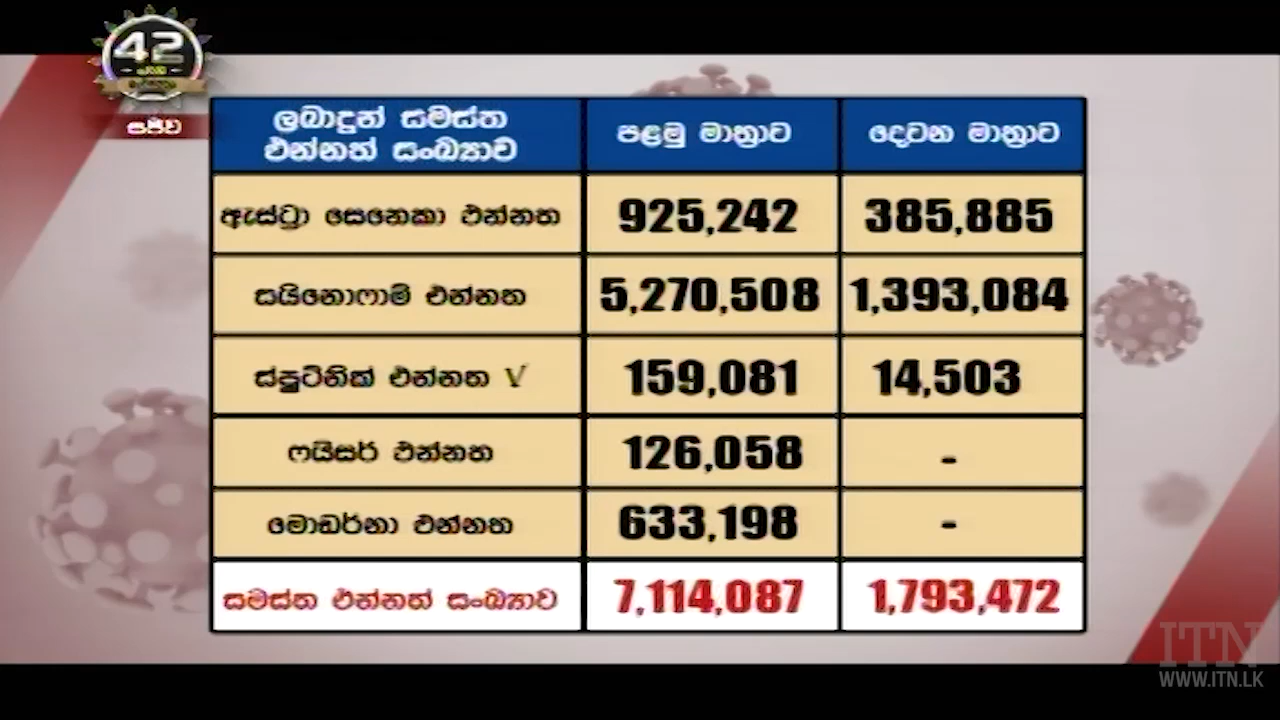 42
සජීව
ලබාදුන් සමස්ත
එන්නත් සංඛ්‍යාව
පළමු මාත්‍රාව
දෙවන මාත්‍රාව
ඇස්ට්‍රා සෙනෙකා එන්නත
925,242
385,885
සයිනොෆාම් එන්නත
5,270,508
1,393,084
ස්පුට්නික් එන්නත V
159,081
14,503
ෆයිසර් එන්නත
126,058
-
මොඩර්නා එන්නත
633,198
-
සමස්ත එන්නත් සංඛ්‍යාව
7,114,087
1,793,472
ITN
WWW.ITN.LK